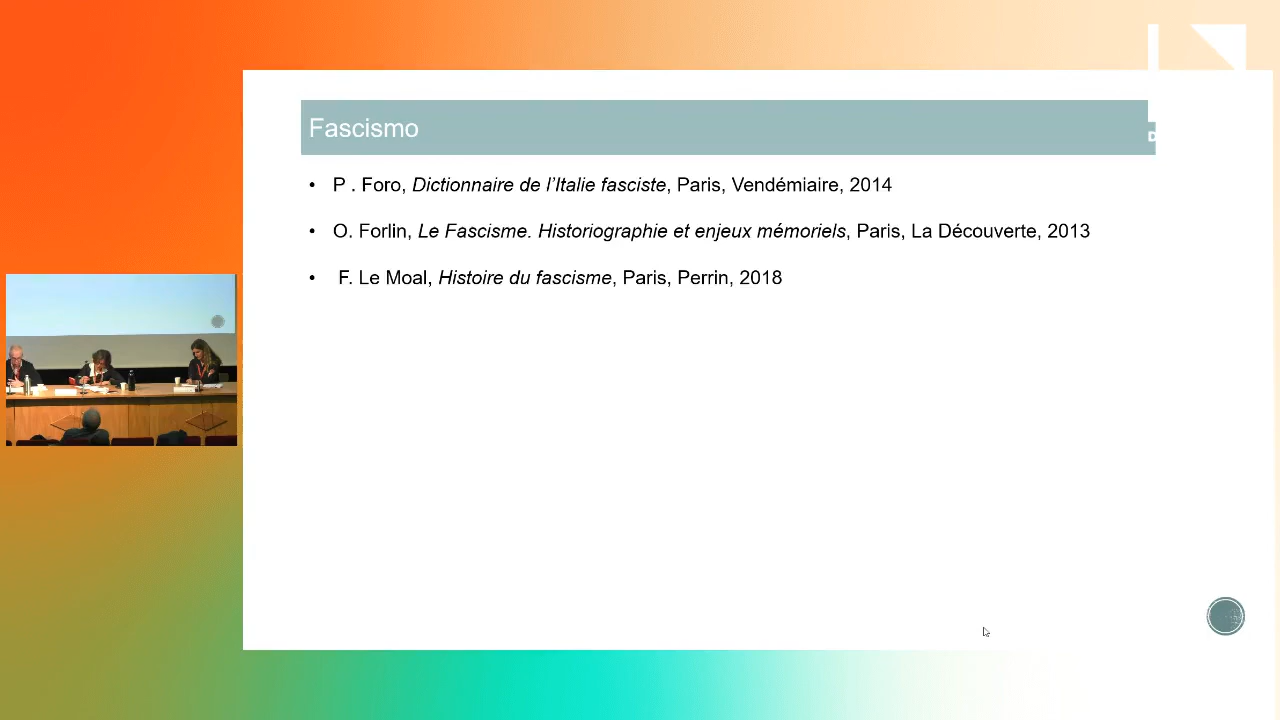 Fascismo
• P . Foro, Dictionnaire de l’Italie fasciste, Paris, Vendémiaire, 2014
• O. Forlin, Le Fascisme. Historiographie et enjeux mémoriels, Paris, La Découverte, 2013
• F. Le Moal, Histoire du fascisme, Paris, Perrin, 2018